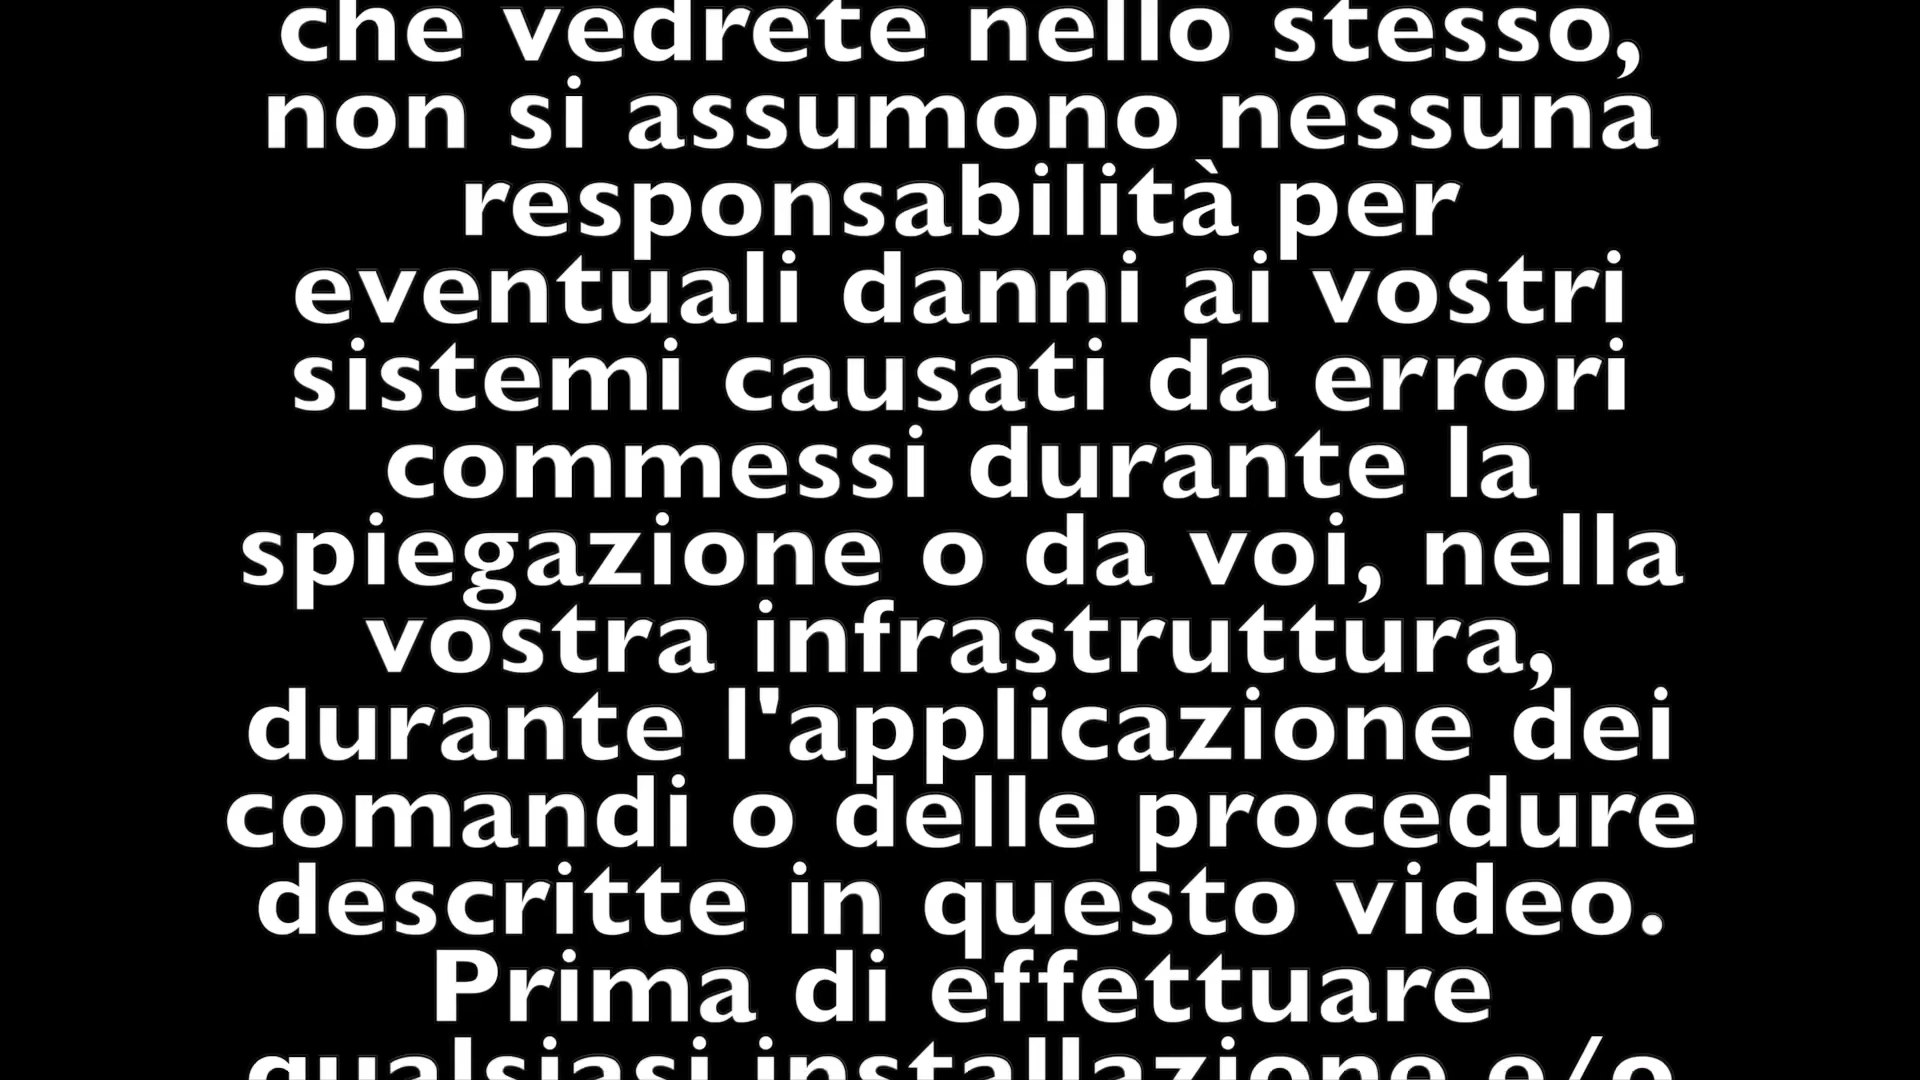 che vedrete nello stesso,
non si assumono nessuna
responsabilità per
eventuali danni ai vostri
sistemi causati da errori
commessi durante la
spiegazione o da voi, nella
vostra infrastruttura,
durante l'applicazione dei
comandi o delle procedure
descritte in questo video.
Prima di effettuare
qualsiasi installazione e/o